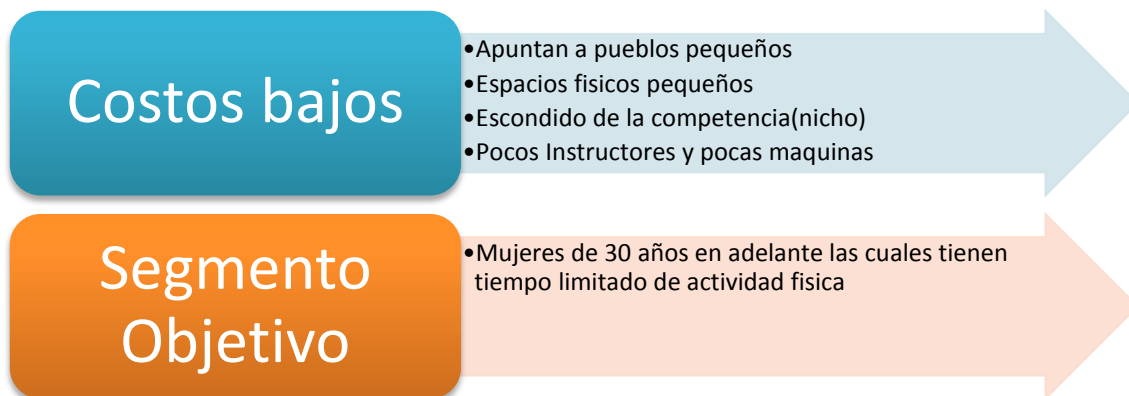 Costos bajos
•Apuntan a pueblos pequeños
•Espacios fisicos pequeños
•Escondido de la competencia(nicho)
•Pocos Instructores y pocas maquinas
Segmento
Objetivo
•Mujeres de 30 años en adelante las cuales tienen
tiempo limitado de actividad fisica